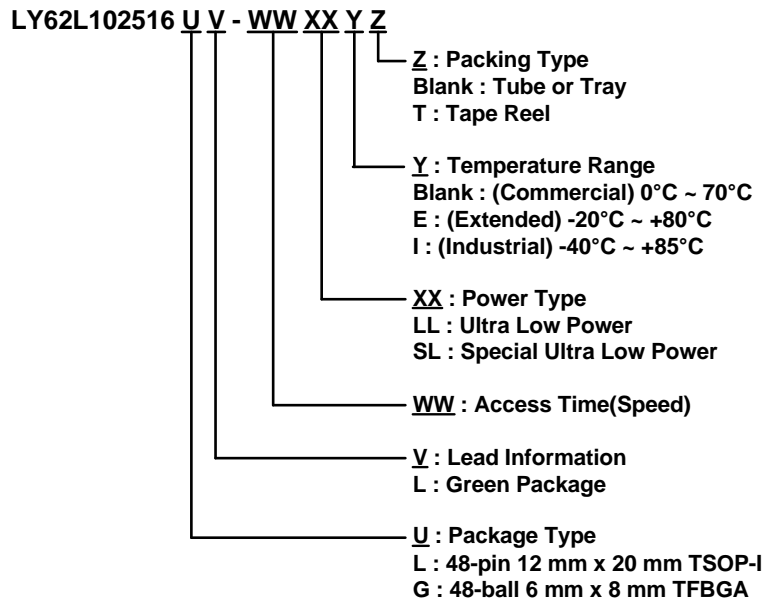 LY62L102516 U V - WW XX Y Z
Z : Packing Type
Blank : Tube or Tray
T : Tape Reel
Y : Temperature Range
Blank : (Commercial) 0°C ~ 70°C
E : (Extended) -20°C ~ +80°C
I : (Industrial) -40°C ~ +85°C
XX : Power Type
LL : Ultra Low Power
SL : Special Ultra Low Power
WW : Access Time(Speed)
V : Lead Information
L : Green Package
U : Package Type
L : 48-pin 12 mm x 20 mm TSOP-I
G : 48-ball 6 mm x 8 mm TFBGA